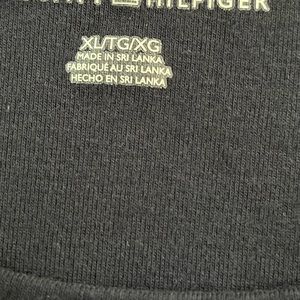 HILFIGER
XL/TG/XG
MADE IN SRI LANKA
FABRIQUÉ AU SRI LANKA
HECHO EN SRI LANKA